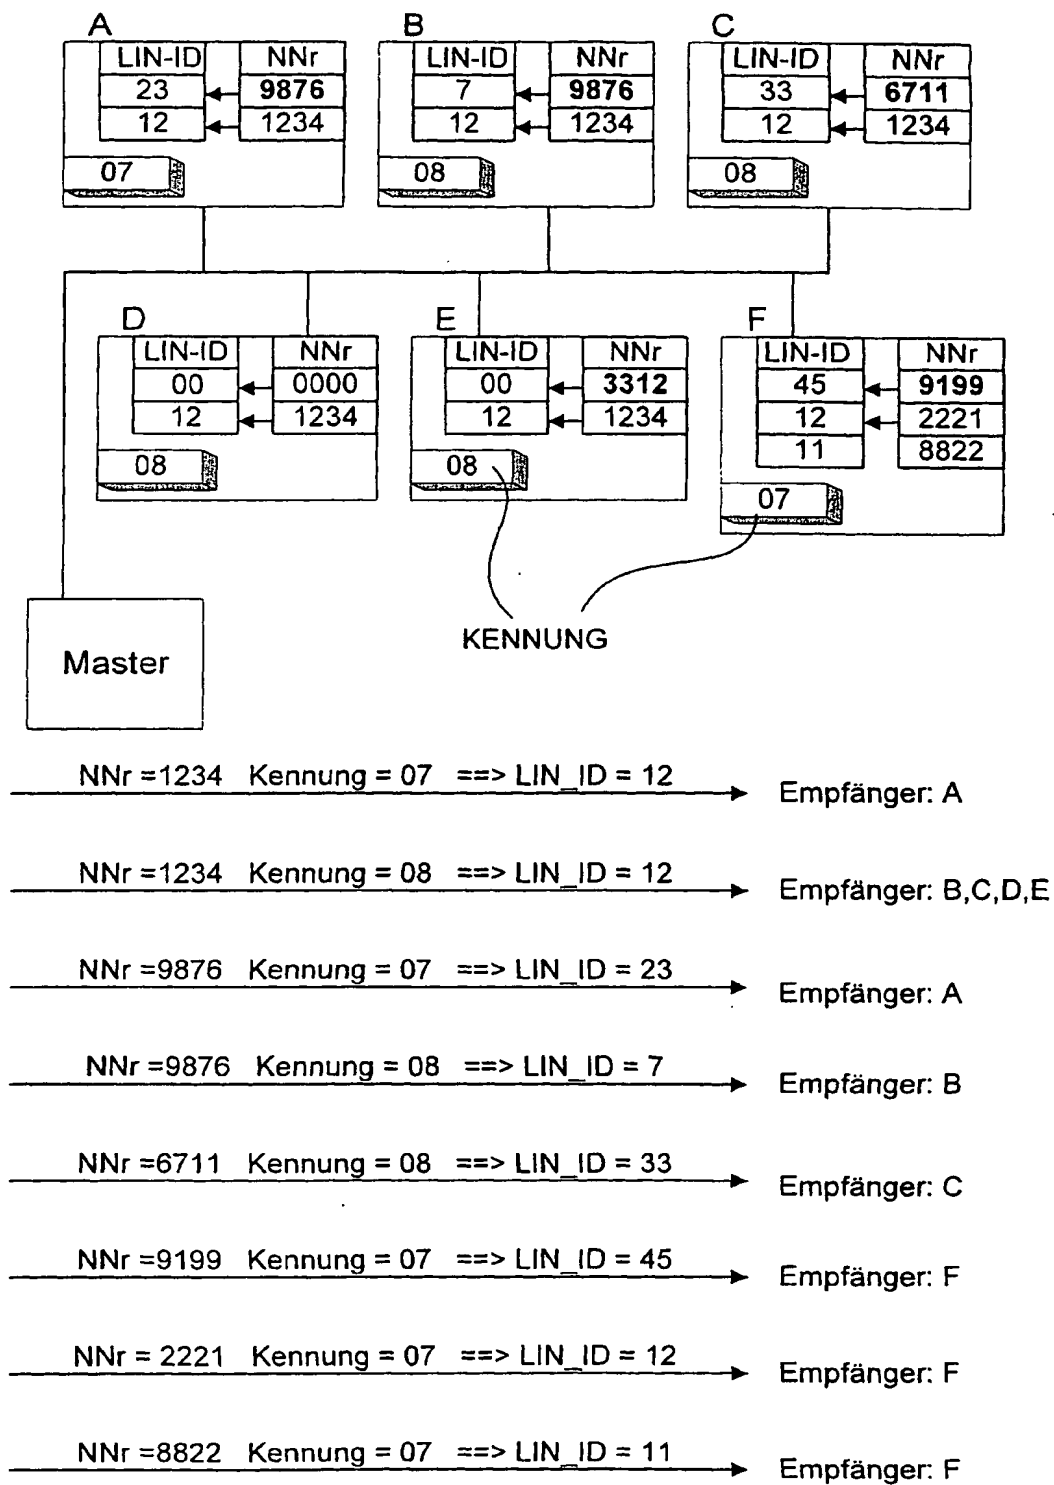 A B C
LIN-ID NNr LIN-ID NNr LIN-ID NNr
23 9876 7 9876 33 6711
12 1234 12 1234 12 1234
07 08 08
D E F
LIN-ID NNr LIN-ID NNr LIN-ID NNr
00 0000 00 3312 45 9199
12 1234 12 1234 12 2221
11 8822
08 08 07
KENNUNG
Master
NNr =1234 Kennung = 07 ==> LIN_ID = 12 Empfänger: A
NNr =1234 Kennung = 08 ==> LIN_ID = 12 Empfänger: B,C,D,E
NNr =9876 Kennung = 07 ==> LIN_ID = 23 Empfänger: A
NNr =9876 Kennung = 08 ==> LIN_ID = 7 Empfänger: B
NNr =6711 Kennung = 08 ==> LIN_ID = 33 Empfänger: C
NNr =9199 Kennung = 07 ==> LIN_ID = 45 Empfänger: F
NNr = 2221 Kennung = 07 ==> LIN_ID = 12 Empfänger: F
NNr =8822 Kennung = 07 ==> LIN_ID = 11 Empfänger: F